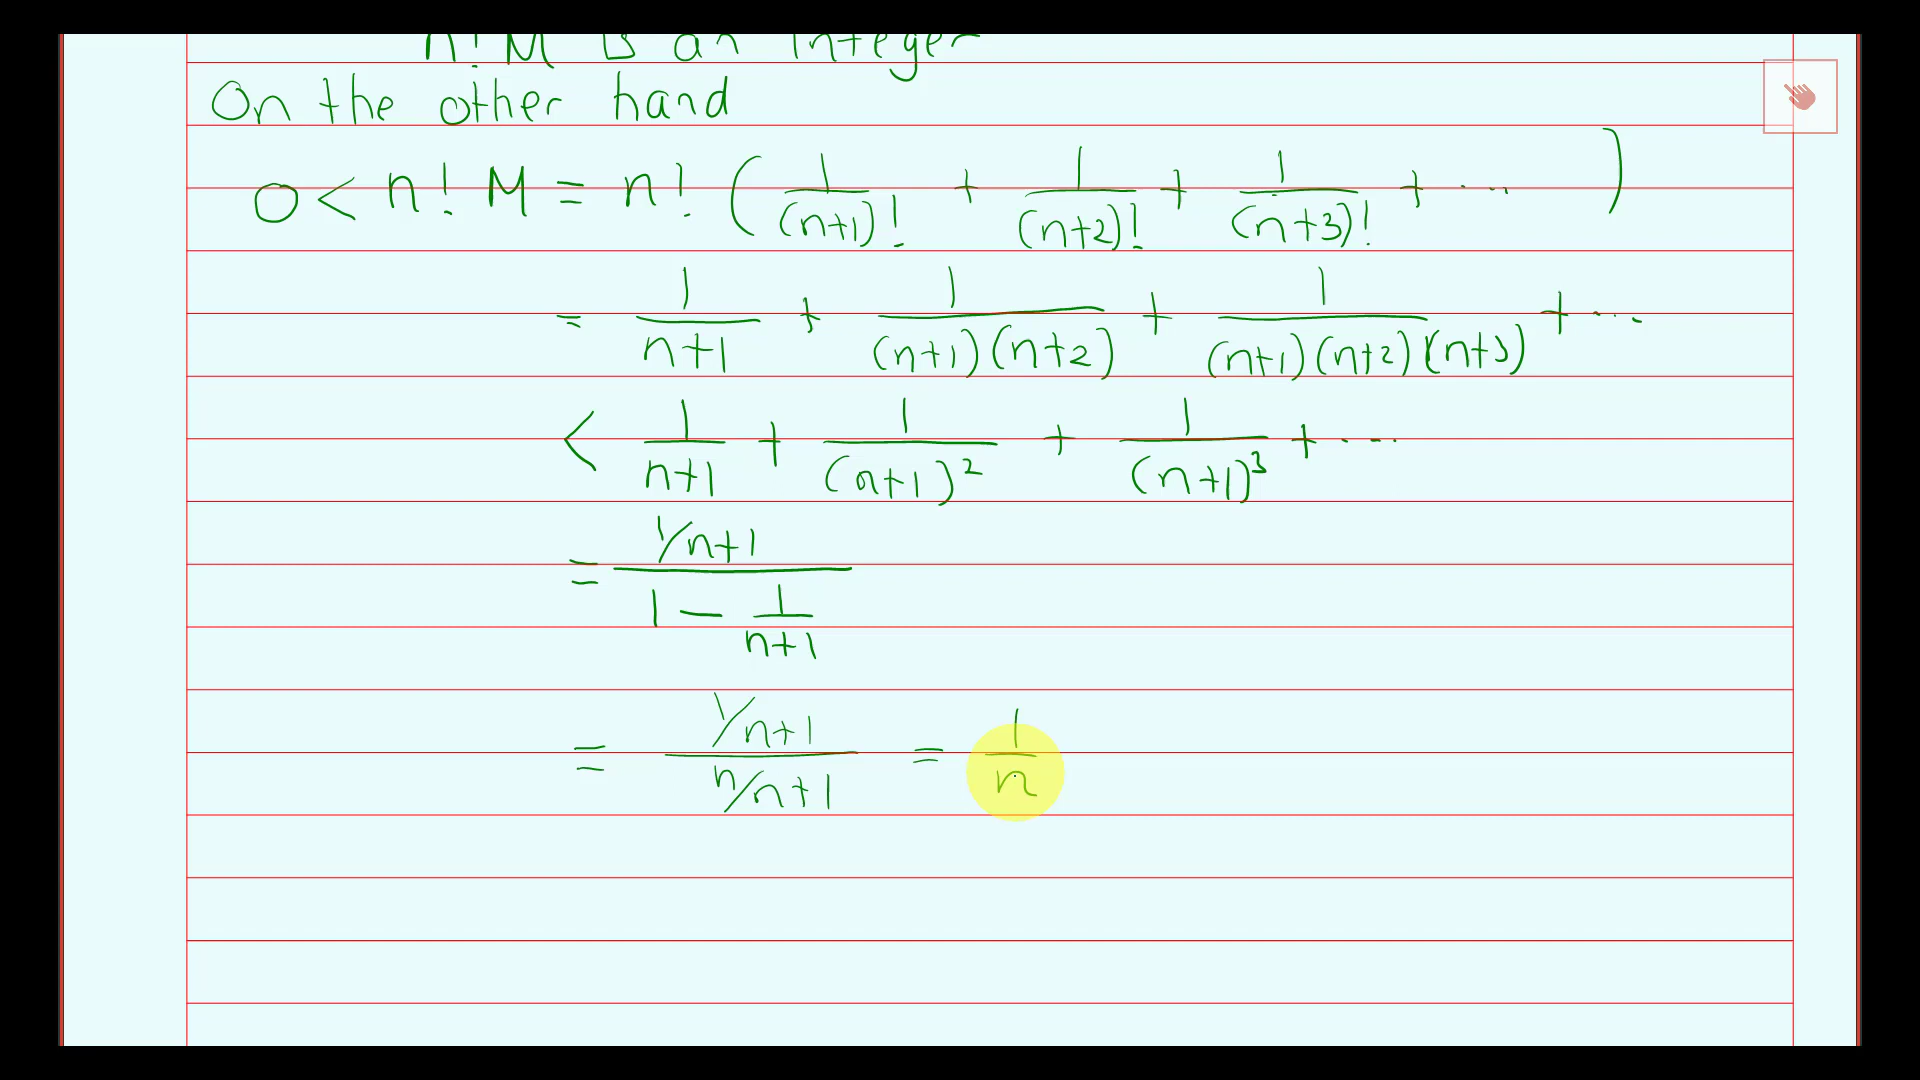 n! M is an integer
On the other hand
0 < n! M = n! ( 1/(n+1)! + 1/(n+2)! + 1/(n+3)! + ... )
= 1/(n+1) + 1/((n+1)(n+2)) + 1/((n+1)(n+2)(n+3)) + ...
< 1/(n+1) + 1/(n+1)² + 1/(n+1)³ + ....
= (1/n+1)/(1 - 1/(n+1))
= (1/n+1)/(n/n+1) = 1/n